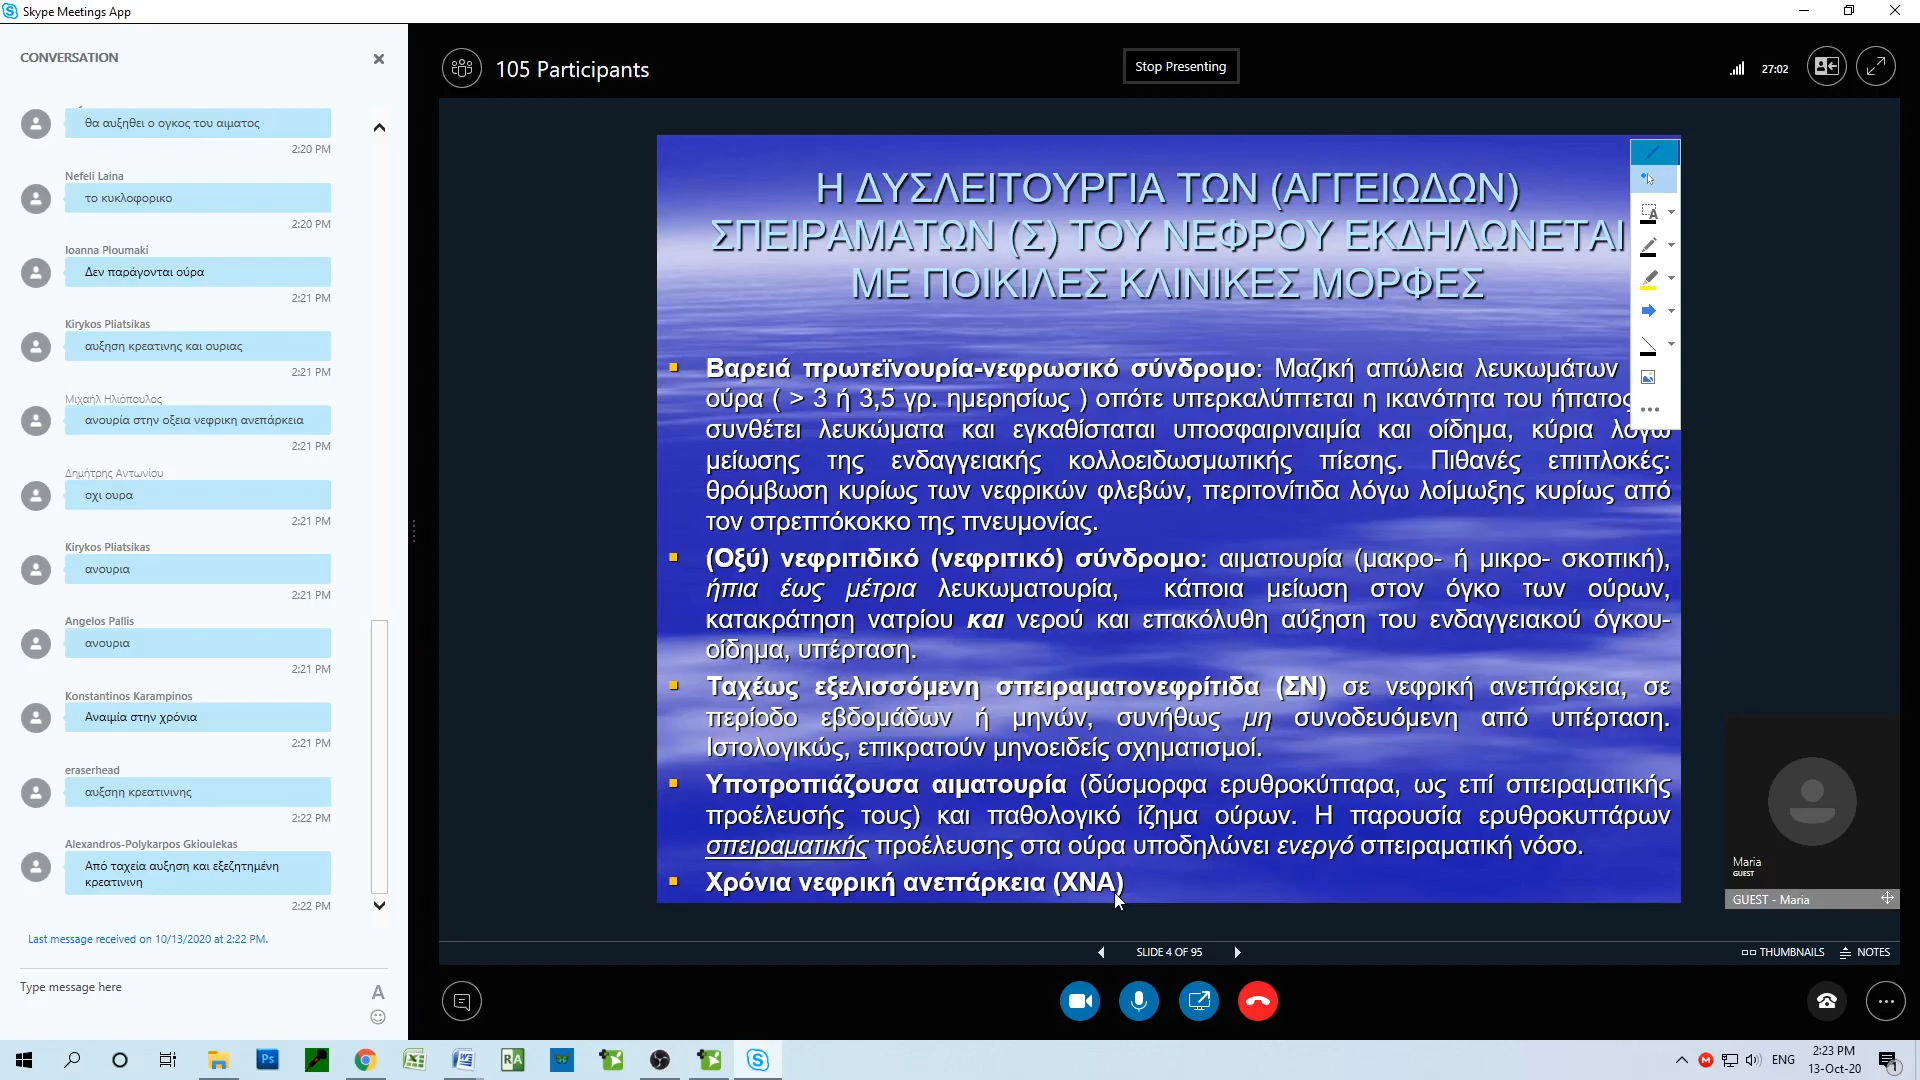 Skype Meetings App
CONVERSATION
θα αυξηθει ο ογκος του αιματος
2:20 PM
Nefeli Laina
το κυκλοφορικο
2:20 PM
Ioanna Ploumaki
Δεν παράγονται ούρα
2:21 PM
Kirykos Pliatsikas
αυξηση κρεατινης και ουριας
2:21 PM
Μιχαήλ Ηλιόπουλος
ανουρία στην οξεια νεφρικη ανεπάρκεια
2:21 PM
Δημήτρης Αντωνίου
οχι ουρα
2:21 PM
Kirykos Pliatsikas
ανουρια
2:21 PM
Angelos Pallis
ανουρια
2:21 PM
Konstantinos Karampinos
Αναιμία στην χρόνια
2:21 PM
eraserhead
αυξσηη κρεατινινης
2:22 PM
Alexandros-Polykarpos Gkioulekas
Από ταχεία αυξηση και εξεζητημένη
κρεατινινη
2:22 PM
Last message received on 10/13/2020 at 2:22 PM.
Type message here
105 Participants
Stop Presenting
27:02
Η ΔΥΣΛΕΙΤΟΥΡΓΙΑ ΤΩΝ (ΑΓΓΕΙΩΔΩΝ)
ΣΠΕΙΡΑΜΑΤΩΝ (Σ) ΤΟΥ ΝΕΦΡΟΥ ΕΚΔΗΛΩΝΕΤΑΙ
ΜΕ ΠΟΙΚΙΛΕΣ ΚΛΙΝΙΚΕΣ ΜΟΡΦΕΣ
Βαρειά πρωτεϊνουρία-νεφρωσικό σύνδρομο: Μαζική απώλεια λευκωμάτων
ούρα ( > 3 ή 3,5 γρ. ημερησίως ) οπότε υπερκαλύπτεται η ικανότητα του ήπατος
συνθέτει λευκώματα και εγκαθίσταται υποσφαιριναιμία και οίδημα, κύρια λόγω
μείωσης της ενδαγγειακής κολλοειδωσμωτικής πίεσης. Πιθανές επιπλοκές:
θρόμβωση κυρίως των νεφρικών φλεβών, περιτονίτιδα λόγω λοίμωξης κυρίως από
τον στρεπτόκοκκο της πνευμονίας.
(Οξύ) νεφριτιδικό (νεφριτικό) σύνδρομο: αιματουρία (μακρο- ή μικρο- σκοπική),
ήπια έως μέτρια λευκωματουρία, κάποια μείωση στον όγκο των ούρων,
κατακράτηση νατρίου και νερού και επακόλυθη αύξηση του ενδαγγειακού όγκου-
οίδημα, υπέρταση.
Ταχέως εξελισσόμενη σπειραματονεφρίτιδα (ΣΝ) σε νεφρική ανεπάρκεια, σε
περίοδο εβδομάδων ή μηνών, συνήθως μη συνοδευόμενη από υπέρταση.
Ιστολογικώς, επικρατούν μηνοειδείς σχηματισμοί.
Υποτροπιάζουσα αιματουρία (δύσμορφα ερυθροκύτταρα, ως επί σπειραματικής
προέλευσής τους) και παθολογικό ίζημα ούρων. Η παρουσία ερυθροκυττάρων
σπειραματικής προέλευσης στα ούρα υποδηλώνει ενεργό σπειραματική νόσο.
Χρόνια νεφρική ανεπάρκεια (ΧΝΑ)
Maria
GUEST
GUEST - Maria
SLIDE 4 OF 95
THUMBNAILS
NOTES
ENG
2:23 PM
13-Oct-20